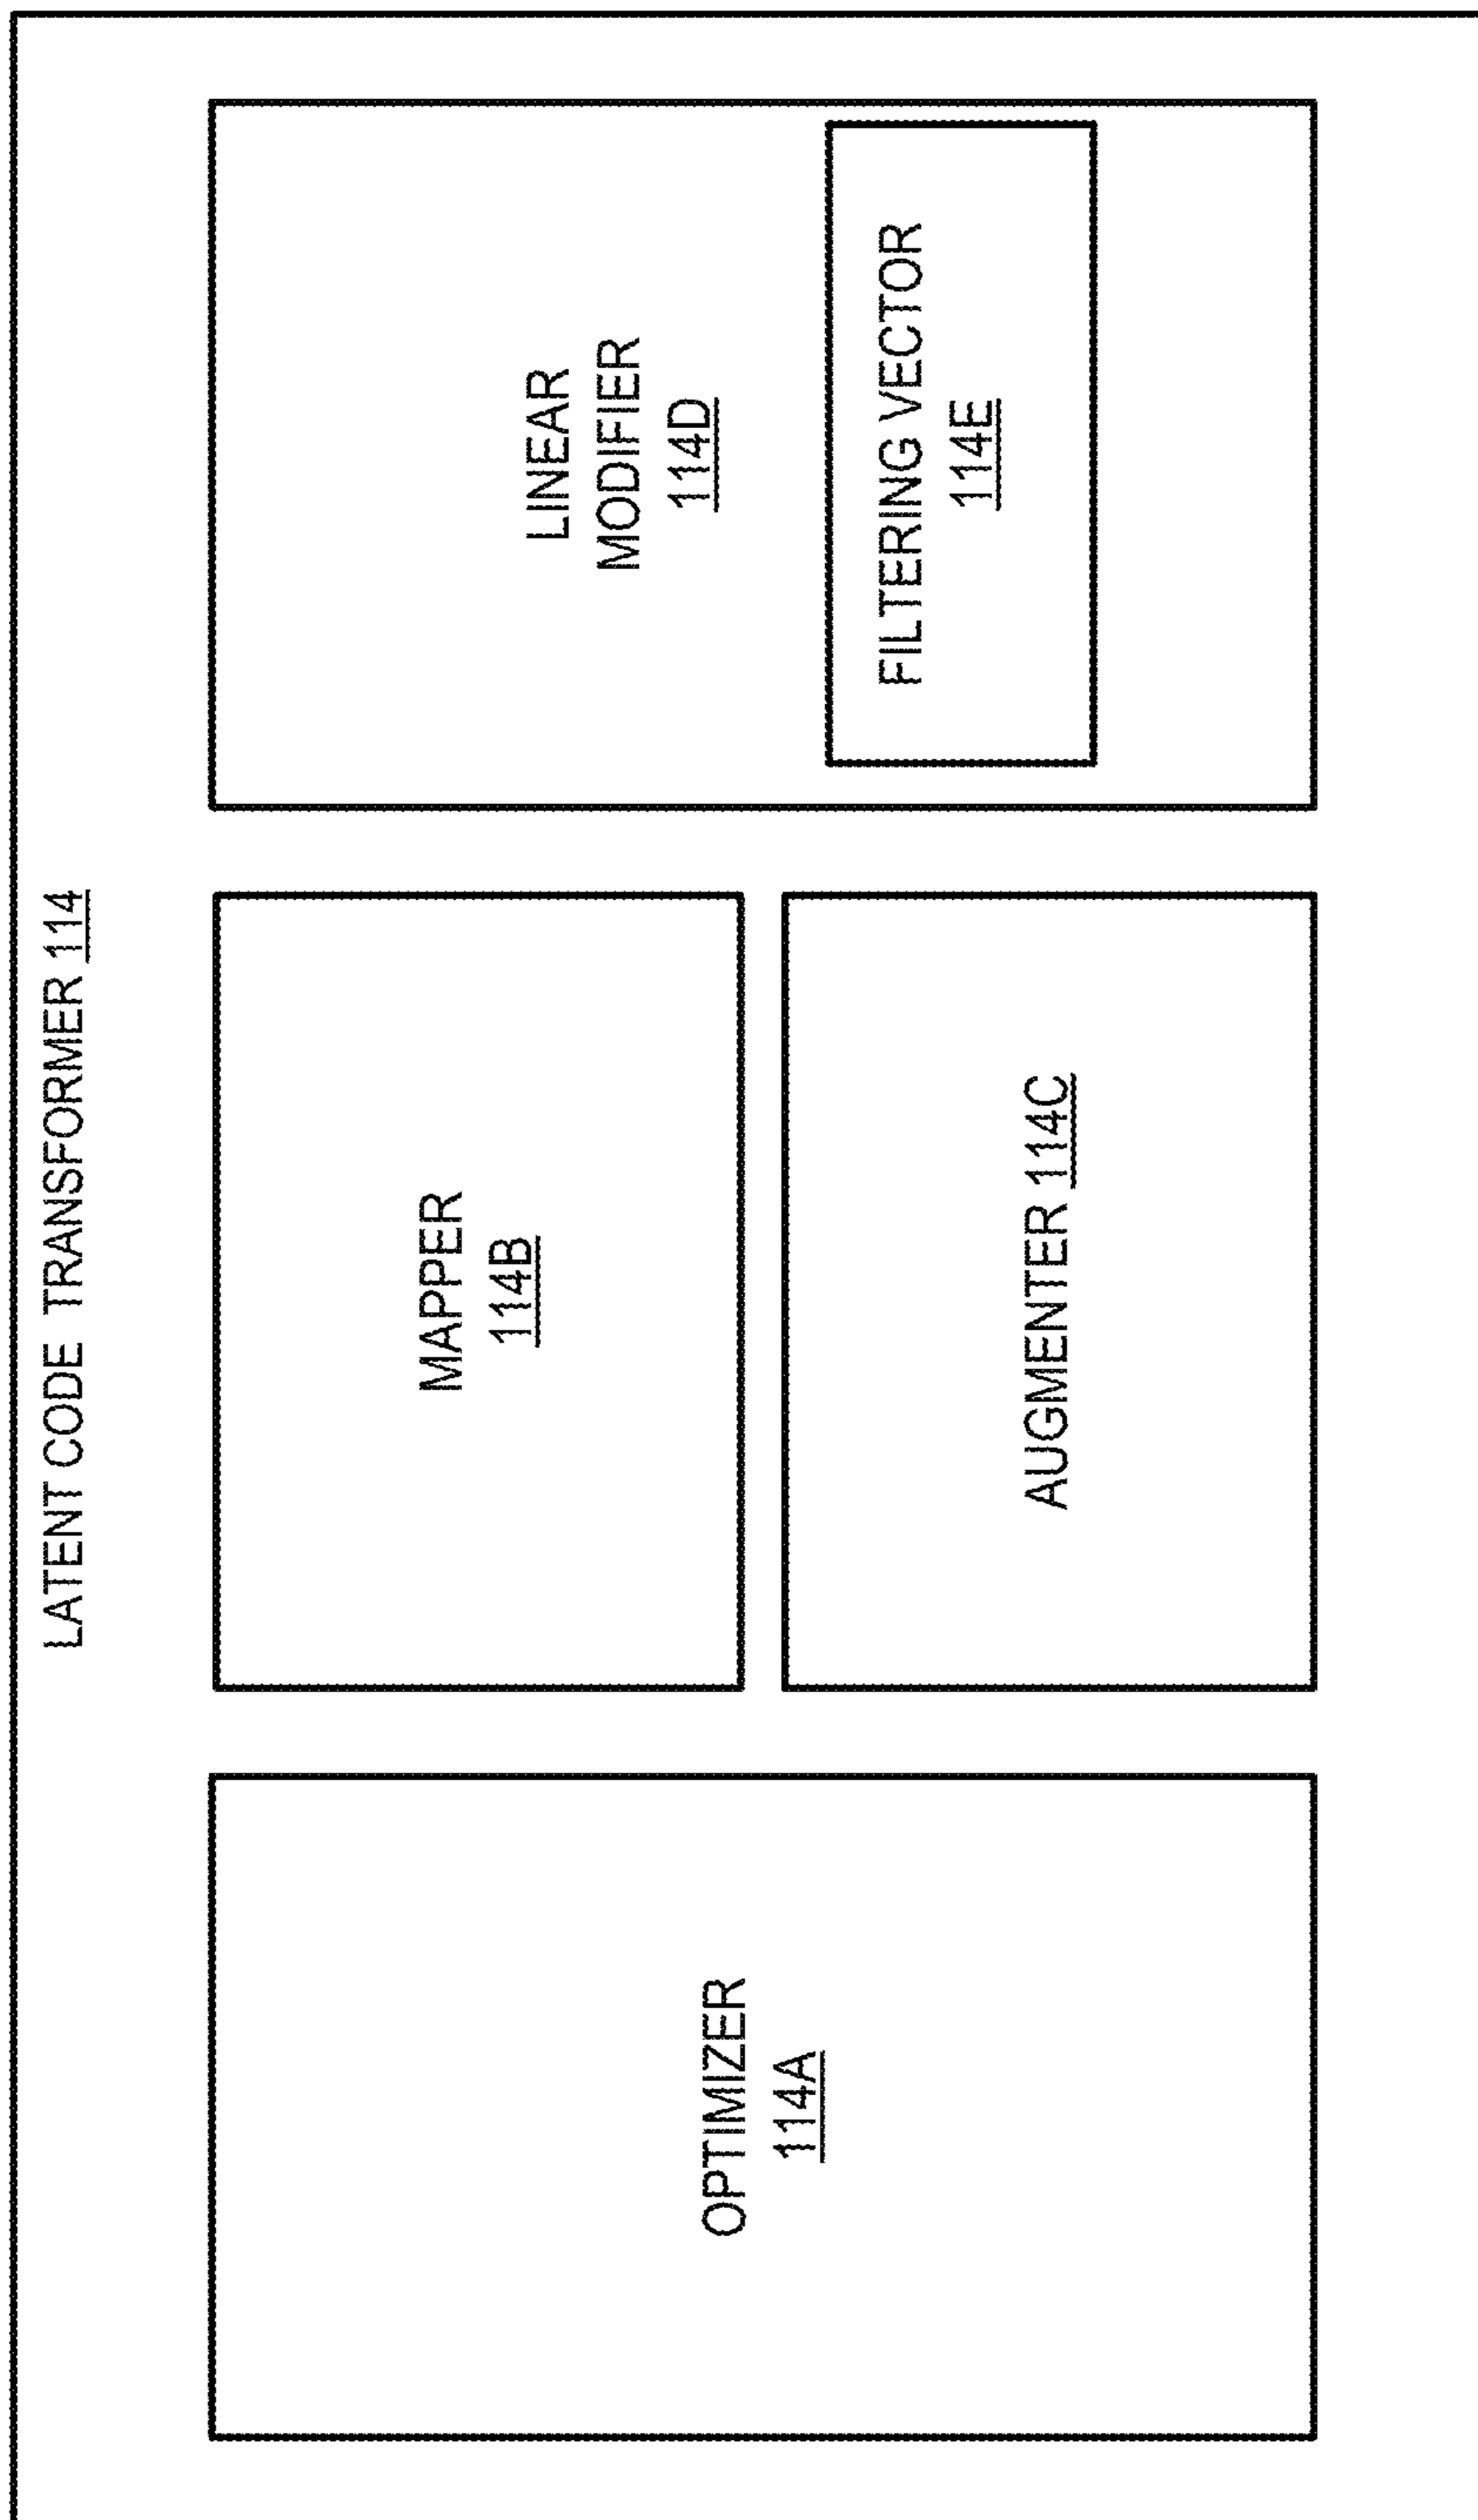 LATENT CODE TRANSFORMER 114
OPTIMIZER
114A
MAPPER
114B
AUGMENTER 114C
LINEAR
MODIFIER
114D
FILTERING VECTOR
114E